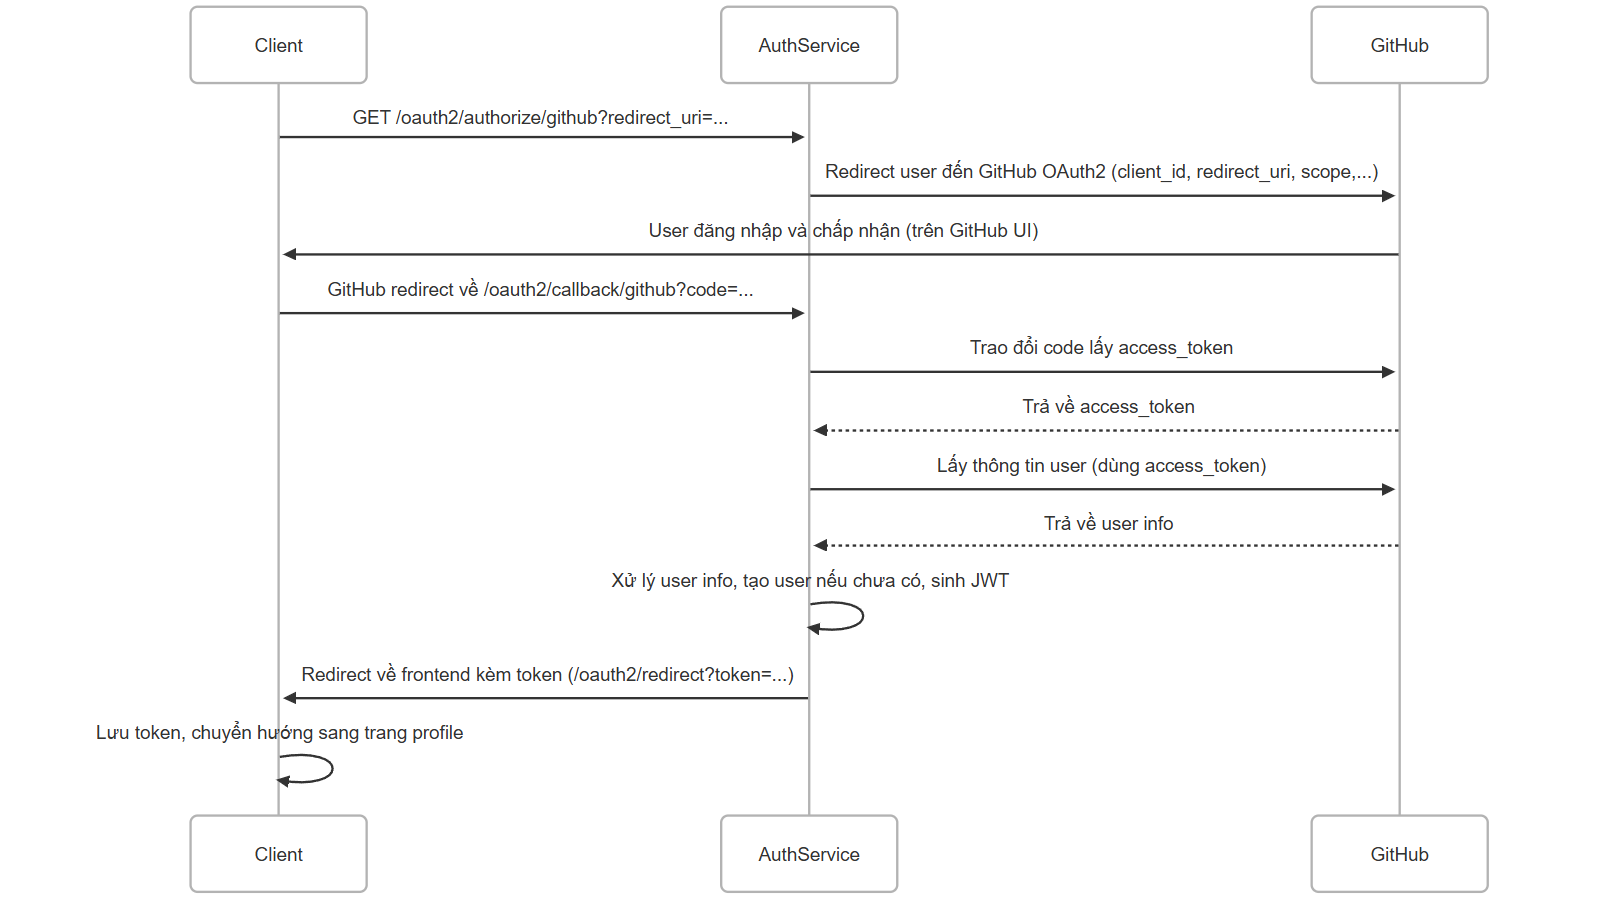 Client
AuthService
GitHub
GET /oauth2/authorize/github?redirect_uri=...
Redirect user đến GitHub OAuth2 (client_id, redirect_uri, scope,...)
User đăng nhập và chấp nhận (trên GitHub UI)
GitHub redirect về /oauth2/callback/github?code=...
Trao đổi code lấy access_token
Trả về access_token
Lấy thông tin user (dùng access_token)
Trả về user info
Xử lý user info, tạo user nếu chưa có, sinh JWT
Redirect về frontend kèm token (/oauth2/redirect?token=...)
Lưu token, chuyển hướng sang trang profile
Client
AuthService
GitHub